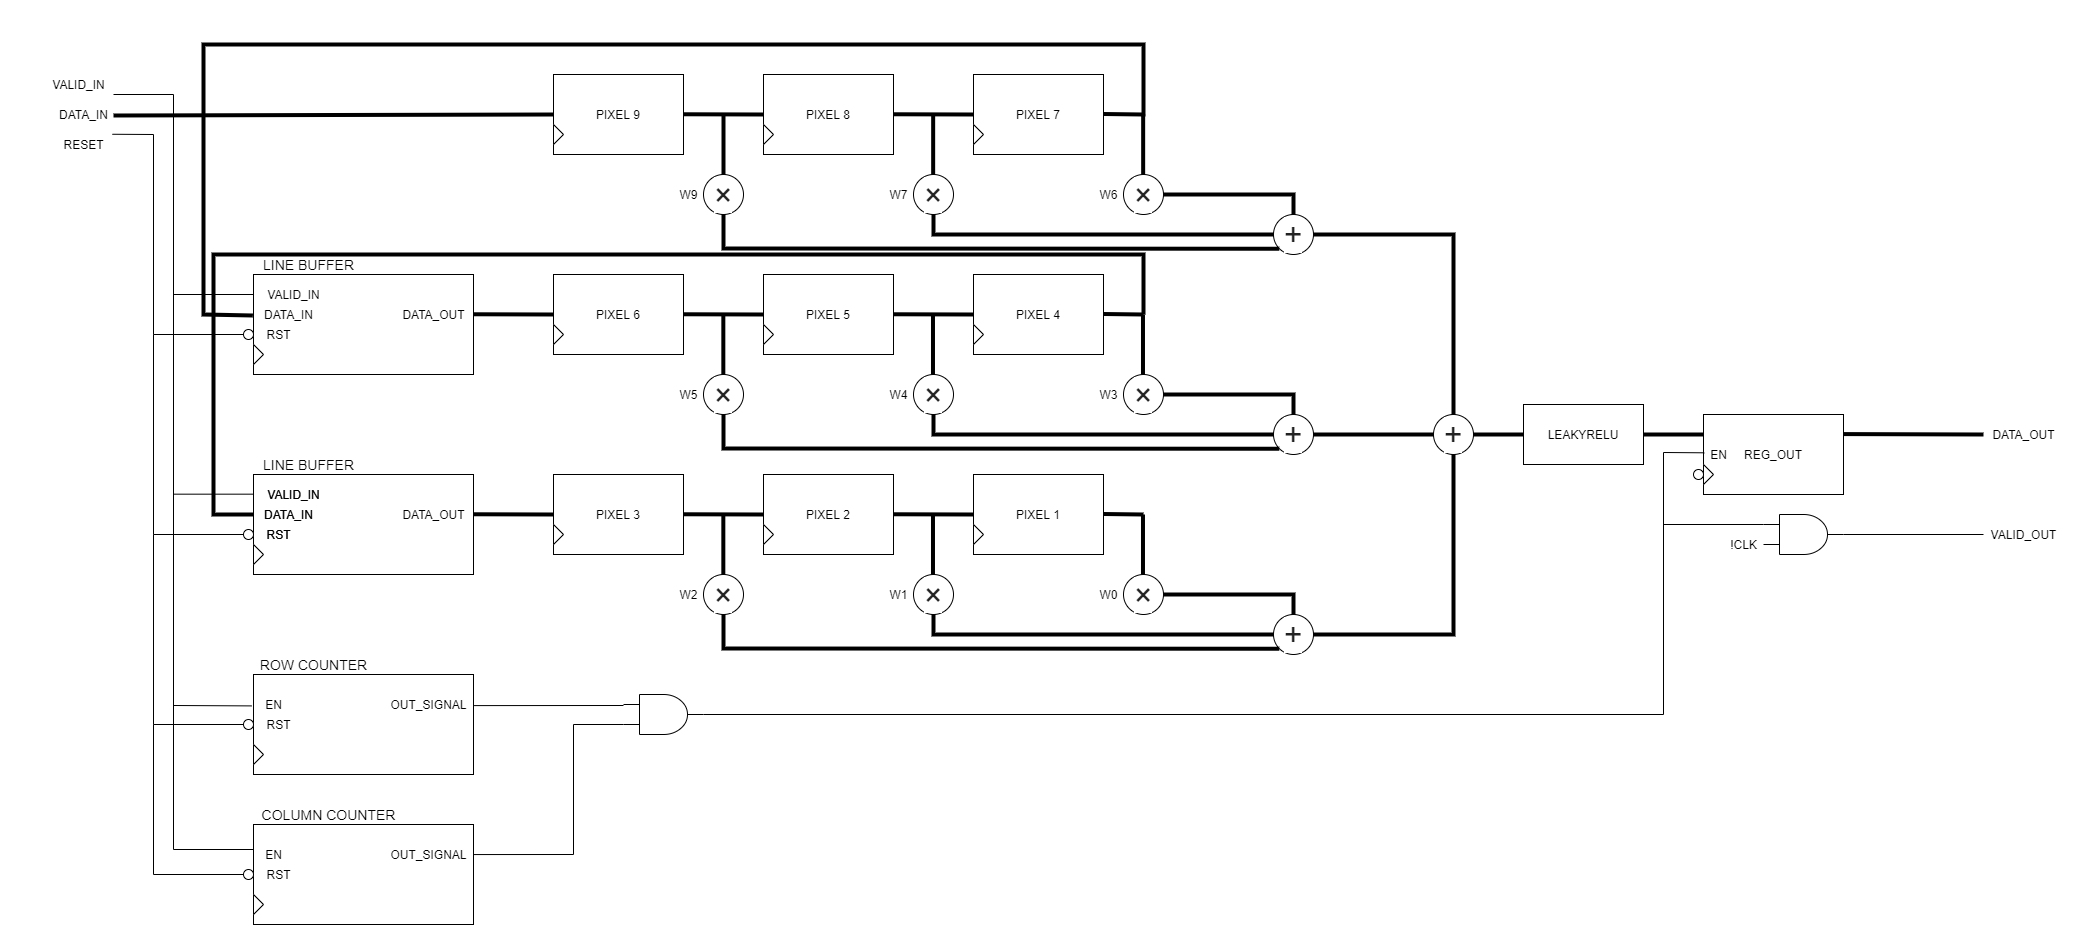 VALID_IN
DATA_IN
RESET
PIXEL 9
PIXEL 8
PIXEL 7
W9
W7
W6
LINE BUFFER
VALID_IN
DATA_IN
DATA_OUT
RST
PIXEL 6
PIXEL 5
PIXEL 4
W5
W4
W3
LINE BUFFER
VALID_IN
DATA_IN
DATA_OUT
RST
PIXEL 3
PIXEL 2
PIXEL 1
W2
W1
W0
LEAKYRELU
EN
REG_OUT
DATA_OUT
!CLK
VALID_OUT
ROW COUNTER
EN
OUT_SIGNAL
RST
COLUMN COUNTER
EN
OUT_SIGNAL
RST